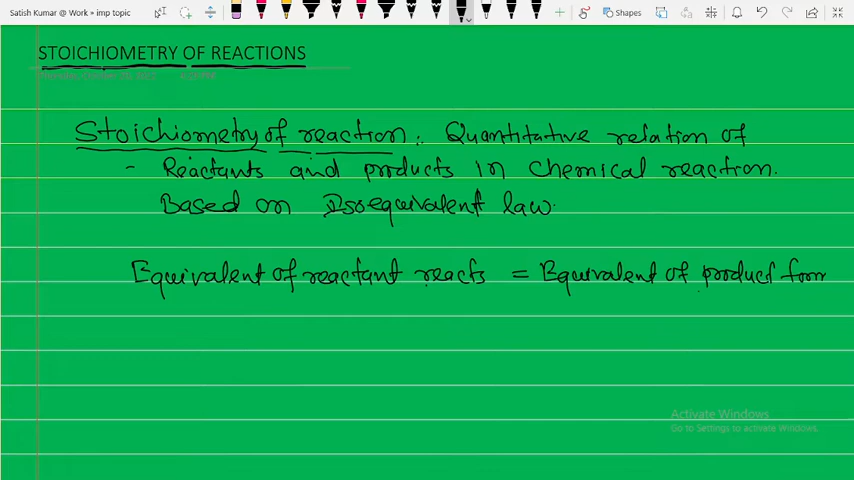 Satish Kumar @ Work » imp topic
Shapes
STOICHIOMETRY OF REACTIONS
Stoichiometry of reaction : Quantitative relation of
- Reactants and products in chemical reaction.
Based on Isoequivalent law.
Equivalent of reactant reacts = Equivalent of product form
Activate Windows
Go to Settings to activate Windows.